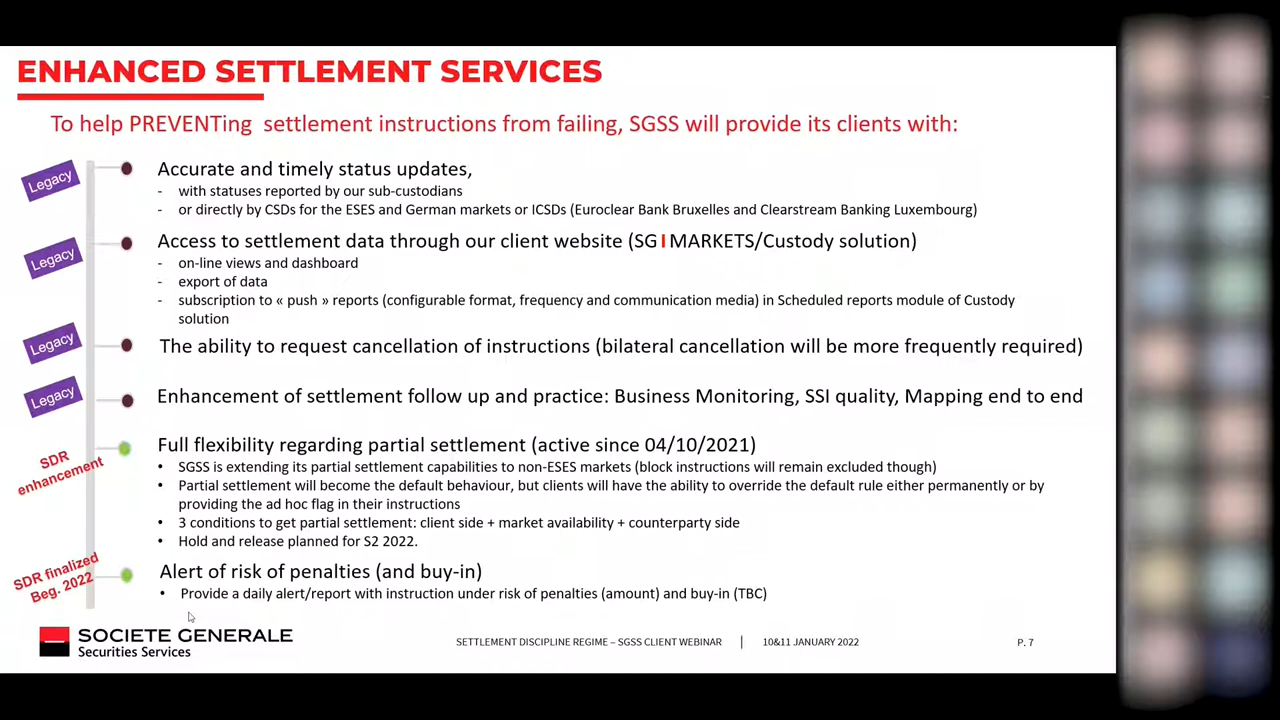 ENHANCED SETTLEMENT SERVICES
To help PREVENTing settlement instructions from failing, SGSS will provide its clients with:
Legacy
Accurate and timely status updates,
- with statuses reported by our sub-custodians
- or directly by CSDs for the ESES and German markets or ICSDs (Euroclear Bank Bruxelles and Clearstream Banking Luxembourg)
Legacy
Access to settlement data through our client website (SG I MARKETS/Custody solution)
- on-line views and dashboard
- export of data
- subscription to « push » reports (configurable format, frequency and communication media) in Scheduled reports module of Custody
solution
Legacy
The ability to request cancellation of instructions (bilateral cancellation will be more frequently required)
Legacy
Enhancement of settlement follow up and practice: Business Monitoring, SSI quality, Mapping end to end
SDR
enhancement
Full flexibility regarding partial settlement (active since 04/10/2021)
• SGSS is extending its partial settlement capabilities to non-ESES markets (block instructions will remain excluded though)
• Partial settlement will become the default behaviour, but clients will have the ability to override the default rule either permanently or by
providing the ad hoc flag in their instructions
• 3 conditions to get partial settlement: client side + market availability + counterparty side
• Hold and release planned for S2 2022.
SDR finalized
Beg. 2022
Alert of risk of penalties (and buy-in)
• Provide a daily alert/report with instruction under risk of penalties (amount) and buy-in (TBC)
SOCIETE GENERALE
Securities Services
SETTLEMENT DISCIPLINE REGIME – SGSS CLIENT WEBINAR | 10&11 JANUARY 2022 P. 7